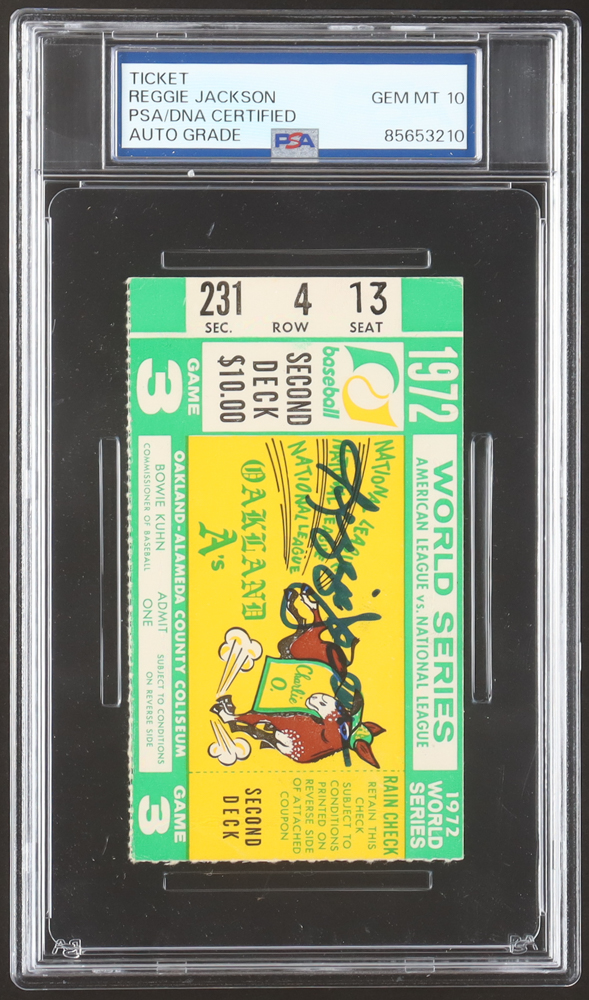 TICKET
REGGIE JACKSON GEM MT 10
PSA/DNA CERTIFIED
AUTO GRADE PSA 85653210
231 4 13
SEC. ROW SEAT
1972
WORLD SERIES
AMERICAN LEAGUE vs. NATIONAL LEAGUE
1972
WORLD
SERIES
baseball
SECOND
DECK
$10.00
GAME
3
NATIONAL LEAGUE
NATIONAL LEAGUE
Reggie Jackson
OAKLAND
A's
Charlie
O.
RAIN CHECK
RETAIN THIS
CHECK
SUBJECT TO
CONDITIONS
PRINTED ON
REVERSE SIDE
OF ATTACHED
COUPON
SECOND
DECK
OAKLAND-ALAMEDA COUNTY COLISEUM
BOWIE KUHN
COMMISSIONER OF BASEBALL
ADMIT
ONE
SUBJECT TO CONDITIONS
ON REVERSE SIDE
GAME
3